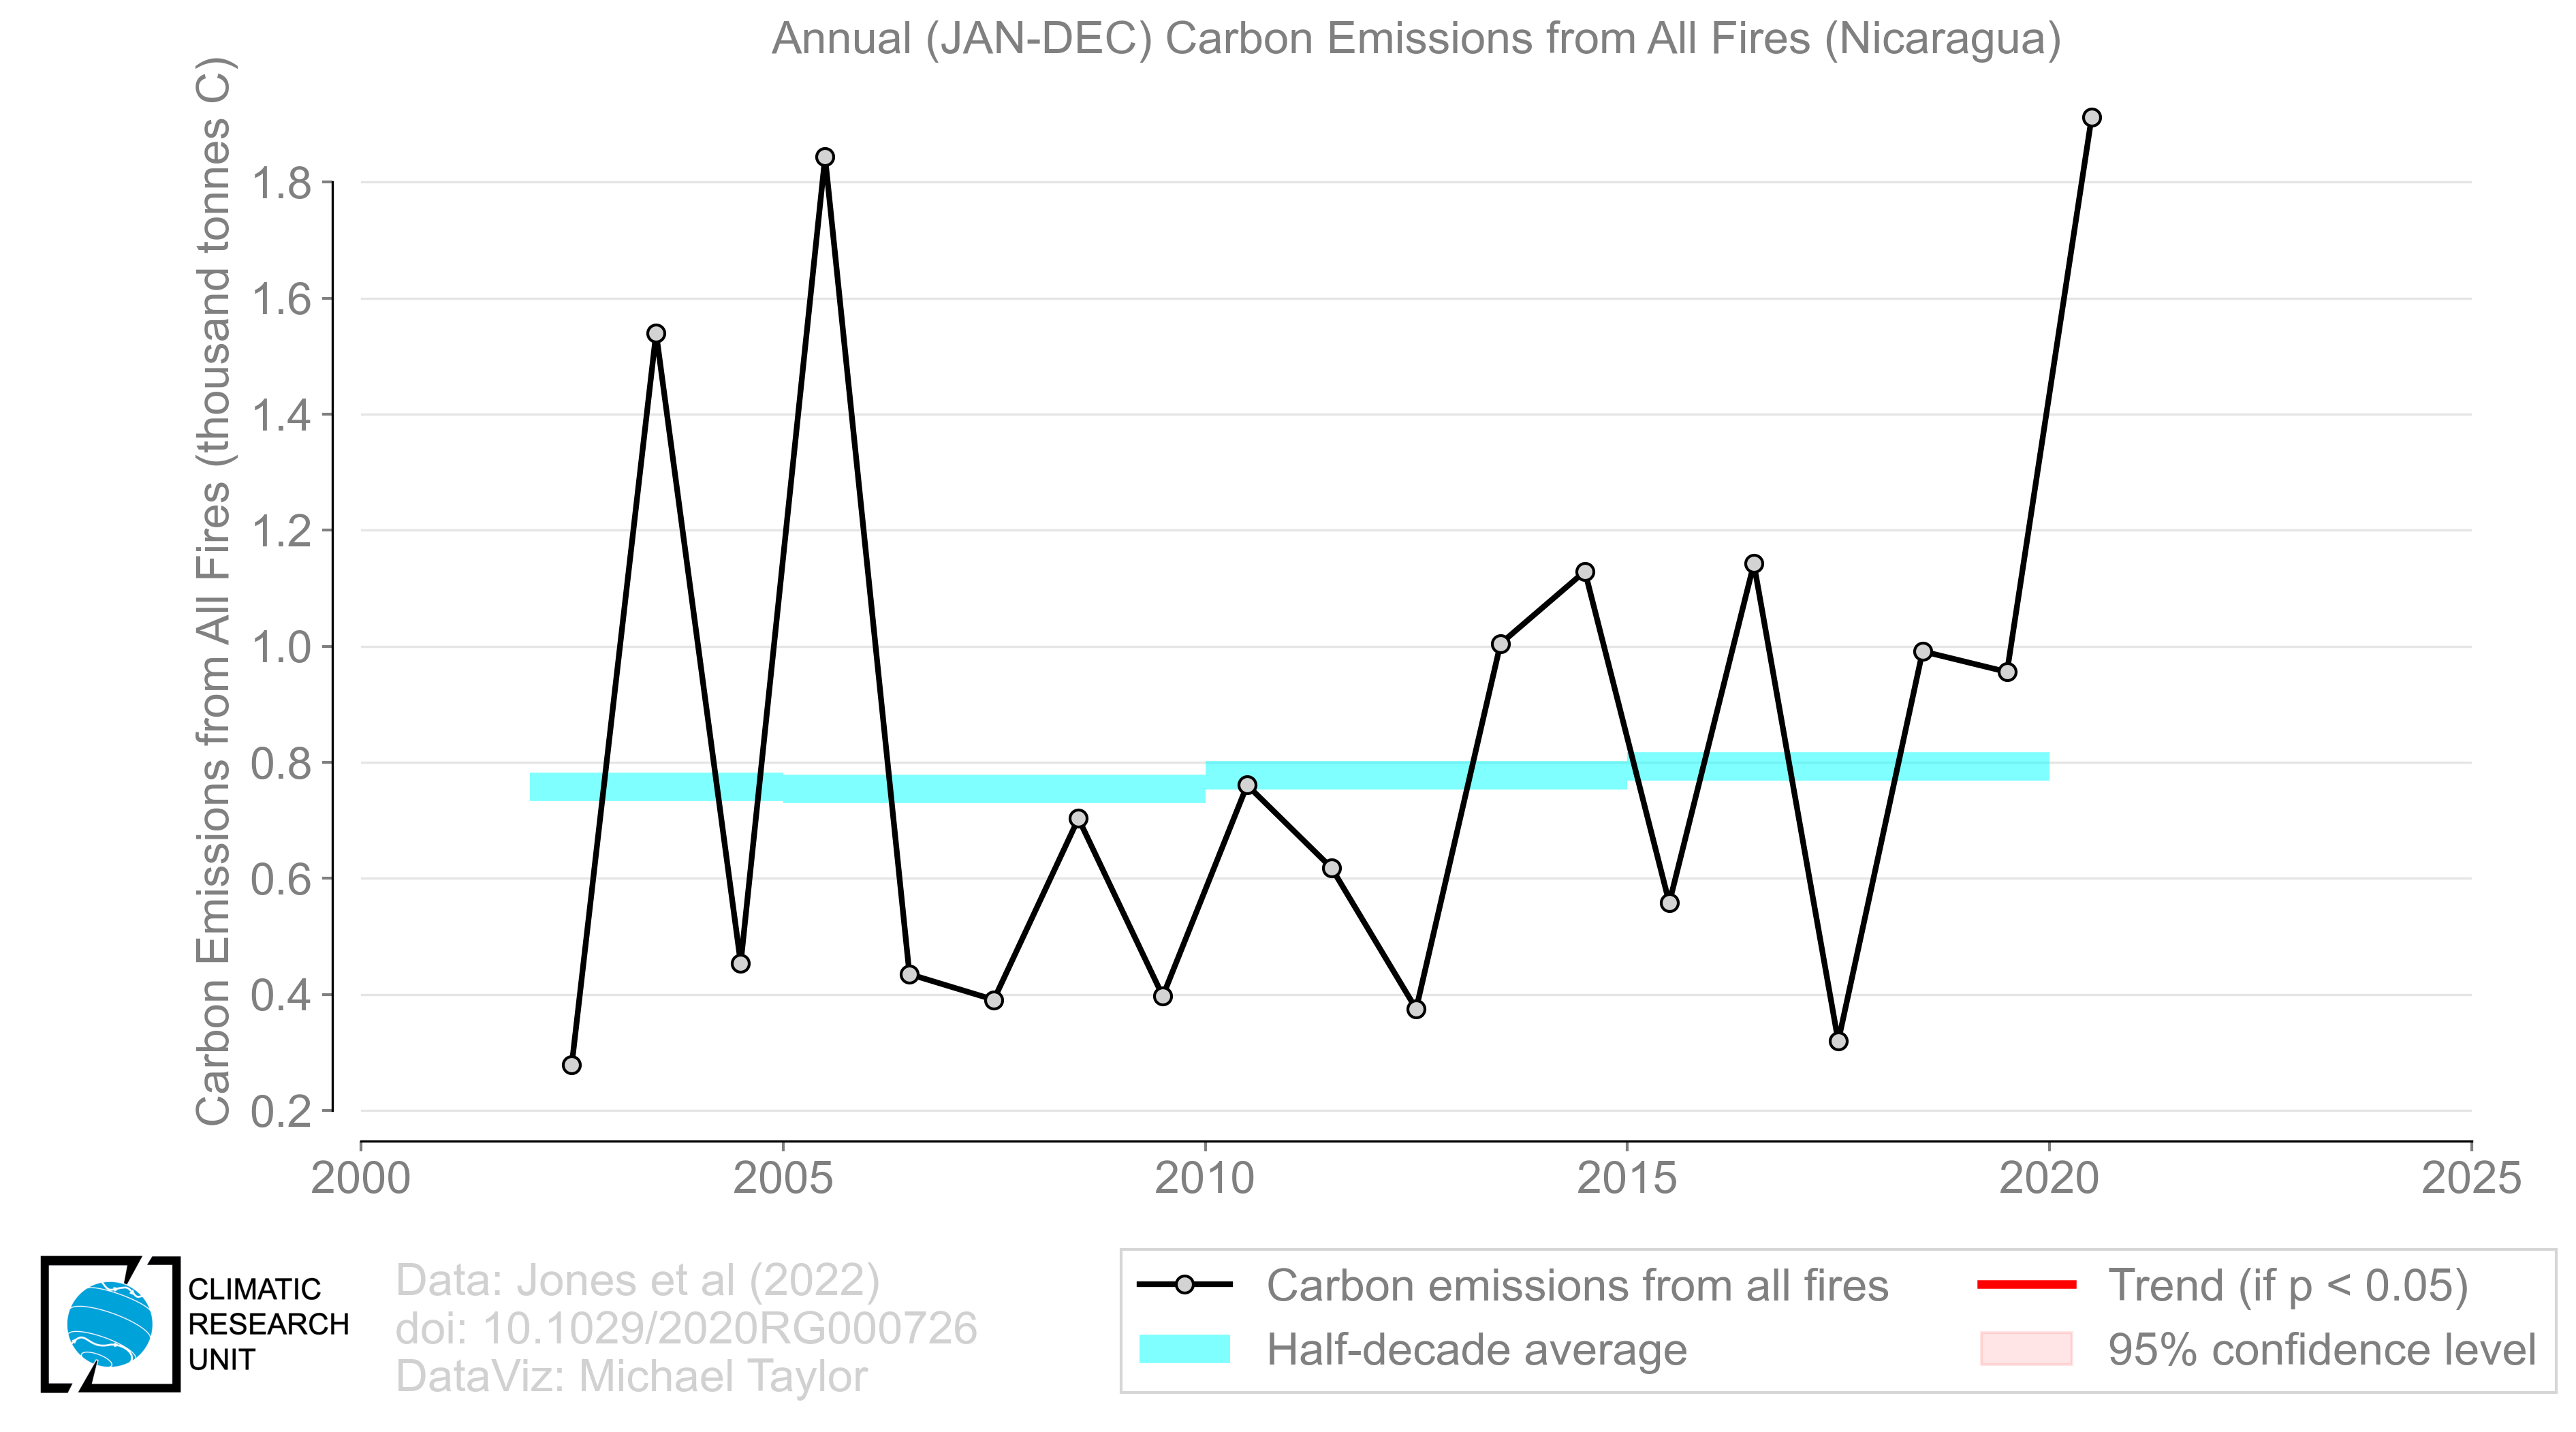 Annual (JAN-DEC) Carbon Emissions from All Fires (Nicaragua)
Carbon Emissions from All Fires (thousand tonnes C)
1.8
1.6
1.4
1.2
1.0
0.8
0.6
0.4
0.2
2000 2005 2010 2015 2020 2025
CLIMATIC
RESEARCH
UNIT
Data: Jones et al (2022)
doi: 10.1029/2020RG000726
DataViz: Michael Taylor
Carbon emissions from all fires
Half-decade average
Trend (if p < 0.05)
95% confidence level